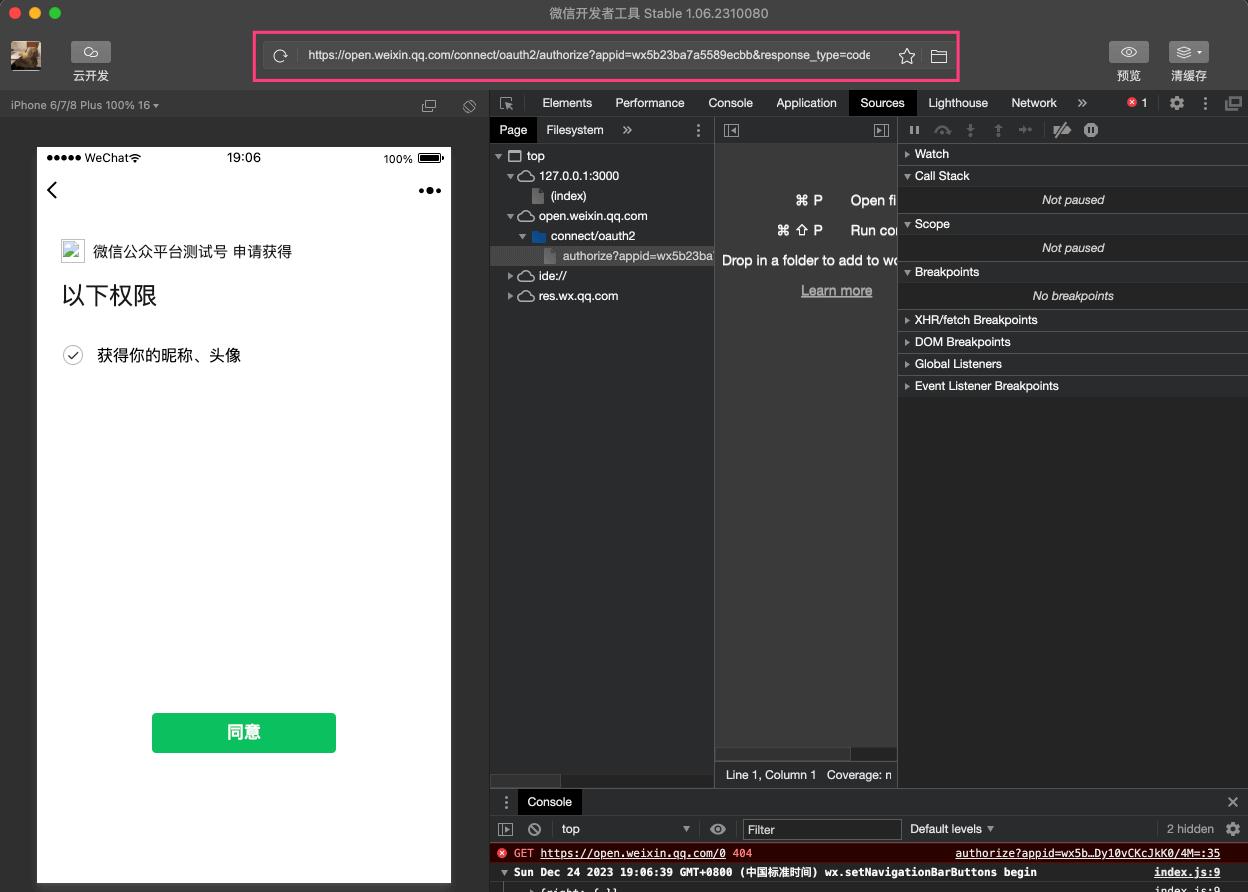 微信开发者工具 Stable 1.06.2310080
https://open.weixin.qq.com/connect/oauth2/authorize?appid=wx5b23ba7a5589ecbb&response_type=code
云开发
预览
清缓存
iPhone 6/7/8 Plus 100% 16
Elements Performance Console Application Sources Lighthouse Network » 1
Page Filesystem »
WeChat 19:06 100%
微信公众平台测试号 申请获得
以下权限
获得你的昵称、头像
同意
top
127.0.0.1:3000
(index)
open.weixin.qq.com
connect/oauth2
authorize?appid=wx5b23ba
ide://
res.wx.qq.com
⌘ P Open fi
⌘ ⇧ P Run co
Drop in a folder to add to wo
Learn more
Line 1, Column 1 Coverage: n
Watch
Call Stack
Not paused
Scope
Not paused
Breakpoints
No breakpoints
XHR/fetch Breakpoints
DOM Breakpoints
Global Listeners
Event Listener Breakpoints
Console
top Filter Default levels 2 hidden
GET https://open.weixin.qq.com/0 404 authorize?appid=wx5b…Dy10vCKcJkK0/4M=:35
Sun Dec 24 2023 19:06:39 GMT+0800 (中国标准时间) wx.setNavigationBarButtons begin index.js:9